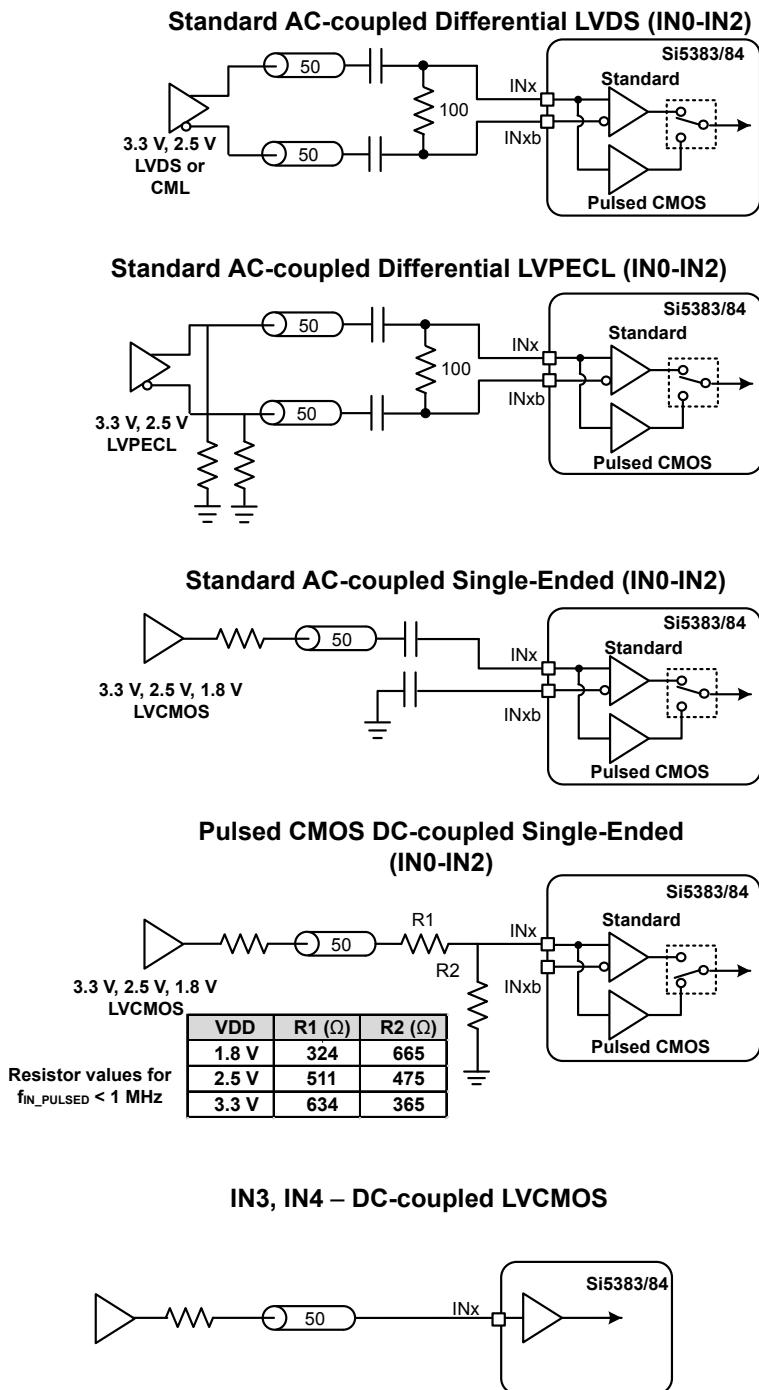 Standard AC-coupled Differential LVDS (IN0-IN2)
Si5383/84
50
INx
Standard
100
3.3 V, 2.5 V
LVDS or
CML
50
INxb
Pulsed CMOS
Standard AC-coupled Differential LVPECL (IN0-IN2)
Si5383/84
50
INx
Standard
100
3.3 V, 2.5 V
LVPECL
50
INxb
Pulsed CMOS
Standard AC-coupled Single-Ended (IN0-IN2)
Si5383/84
50
INx
Standard
3.3 V, 2.5 V, 1.8 V
LVCMOS
INxb
Pulsed CMOS
Pulsed CMOS DC-coupled Single-Ended
(IN0-IN2)
Si5383/84
50
R1
INx
Standard
R2
INxb
3.3 V, 2.5 V, 1.8 V
LVCMOS
Pulsed CMOS
VDD R1 (Ω) R2 (Ω)
1.8 V 324 665
2.5 V 511 475
3.3 V 634 365
Resistor values for
fIN_PULSED < 1 MHz
IN3, IN4 – DC-coupled LVCMOS
Si5383/84
50
INx